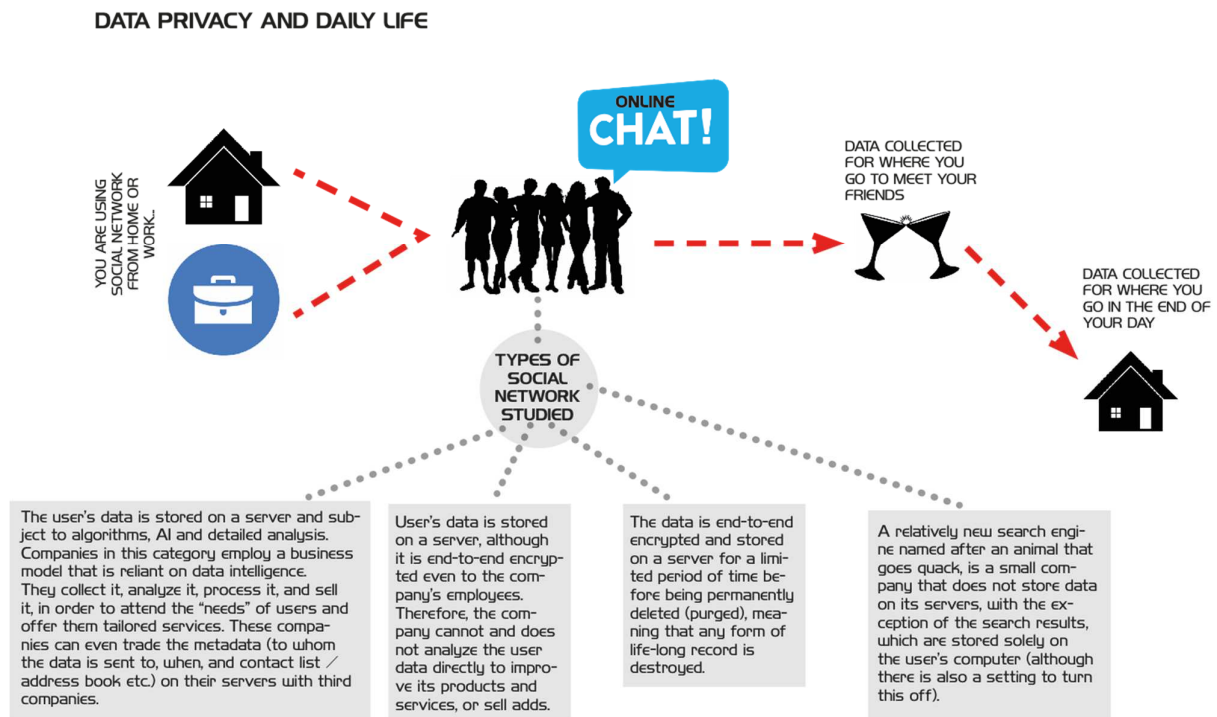 DATA PRIVACY AND DAILY LIFE
YOU ARE USING
SOCIAL NETWORK
FROM HOME OR
WORK..
ONLINE
CHAT!
DATA COLLECTED
FOR WHERE YOU
GO TO MEET YOUR
FRIENDS
DATA COLLECTED
FOR WHERE YOU
GO IN THE END OF
YOUR DAY
TYPES OF
SOCIAL
NETWORK
STUDIED
The user's data is stored on a server and sub-
ject to algorithms, AI and detailed analysis.
Companies in this category employ a business
model that is reliant on data intelligence.
They collect it, analyze it, process it, and sell
it, in order to attend the “needs” of users and
offer them tailored services. These compa-
nies can even trade the metadata (to whom
the data is sent to, when, and contact list /
address book etc.) on their servers with third
companies.
User's data is stored
on a server, although
it is end-to-end encryp-
ted even to the com-
pany's employees.
Therefore, the com-
pany cannot and does
not analyze the user
data directly to impro-
ve its products and
services, or sell adds.
The data is end-to-end
encrypted and stored
on a server for a limi-
ted period of time be-
fore being permanently
deleted (purged), mea-
ning that any form of
life-long record is
destroyed.
A relatively new search engi-
ne named after an animal that
goes quack, is a small com-
pany that does not store data
on its servers, with the ex-
ception of the search results,
which are stored solely on
the user's computer (although
there is also a setting to turn
this off).